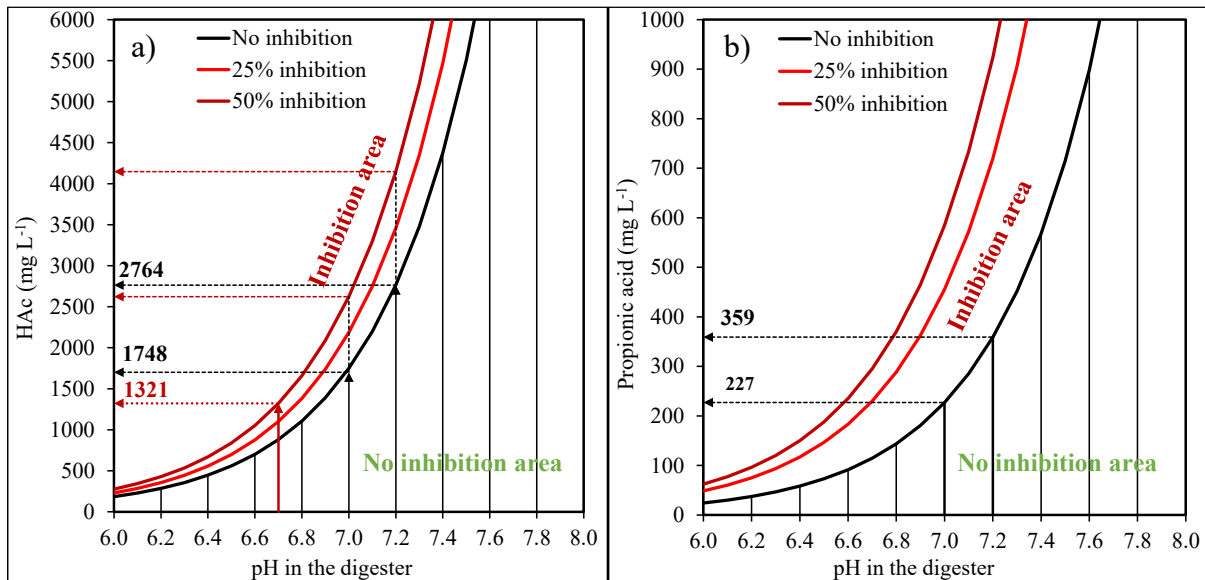 a)
No inhibition
25% inhibition
50% inhibition
6000
5500
5000
4500
4000
3500
3000
2500
2000
1500
1000
500
0
HAc (mg L-1)
2764
1748
1321
Inhibition area
No inhibition area
6.0 6.2 6.4 6.6 6.8 7.0 7.2 7.4 7.6 7.8 8.0
pH in the digester
b)
No inhibition
25% inhibition
50% inhibition
1000
900
800
700
600
500
400
300
200
100
0
Propionic acid (mg L-1)
359
227
Inhibition area
No inhibition area
6.0 6.2 6.4 6.6 6.8 7.0 7.2 7.4 7.6 7.8 8.0
pH in the digester